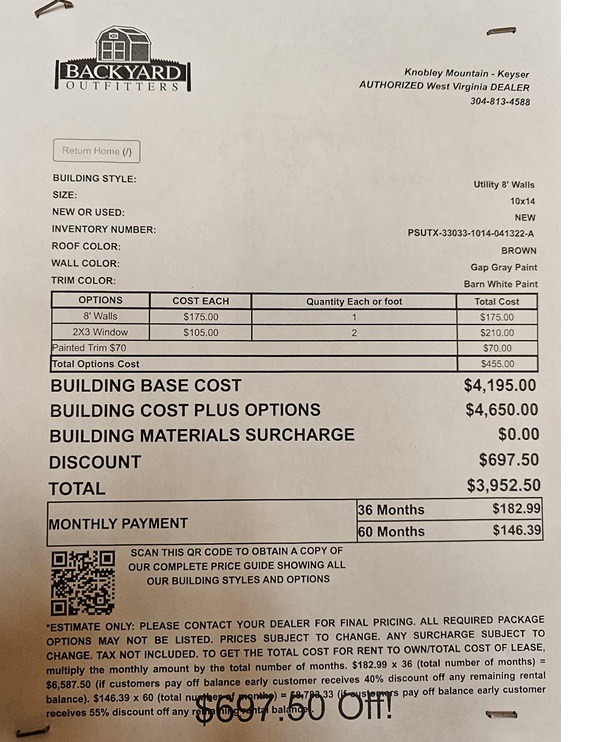 BACKYARD
OUTFITTERS
Knobley Mountain - Keyser
AUTHORIZED West Virginia DEALER
304-813-4588
Return Home (/)
BUILDING STYLE: Utility 8' Walls
SIZE: 10x14
NEW OR USED: NEW
INVENTORY NUMBER: PSUTX-33033-1014-041322-A
ROOF COLOR: BROWN
WALL COLOR: Gap Gray Paint
TRIM COLOR: Barn White Paint
OPTIONS COST EACH Quantity Each or foot Total Cost
8' Walls $175.00 1 $175.00
2X3 Window $105.00 2 $210.00
Painted Trim $70 $70.00
Total Options Cost $455.00
BUILDING BASE COST $4,195.00
BUILDING COST PLUS OPTIONS $4,650.00
BUILDING MATERIALS SURCHARGE $0.00
DISCOUNT $697.50
TOTAL $3,952.50
MONTHLY PAYMENT
36 Months $182.99
60 Months $146.39
SCAN THIS QR CODE TO OBTAIN A COPY OF
OUR COMPLETE PRICE GUIDE SHOWING ALL
OUR BUILDING STYLES AND OPTIONS
*ESTIMATE ONLY: PLEASE CONTACT YOUR DEALER FOR FINAL PRICING. ALL REQUIRED PACKAGE
OPTIONS MAY NOT BE LISTED. PRICES SUBJECT TO CHANGE. ANY SURCHARGE SUBJECT TO
CHANGE. TAX NOT INCLUDED. TO GET THE TOTAL COST FOR RENT TO OWN/TOTAL COST OF LEASE,
multiply the monthly amount by the total number of months. $182.99 x 36 (total number of months) =
$6,587.50 (if customers pay off balance early customer receives 40% discount off any remaining rental
balance). $146.39 x 60 (total number of months) = (if customers pay off balance early customer
receives 55% discount off any remaining rental balance).
$697.50 Off!